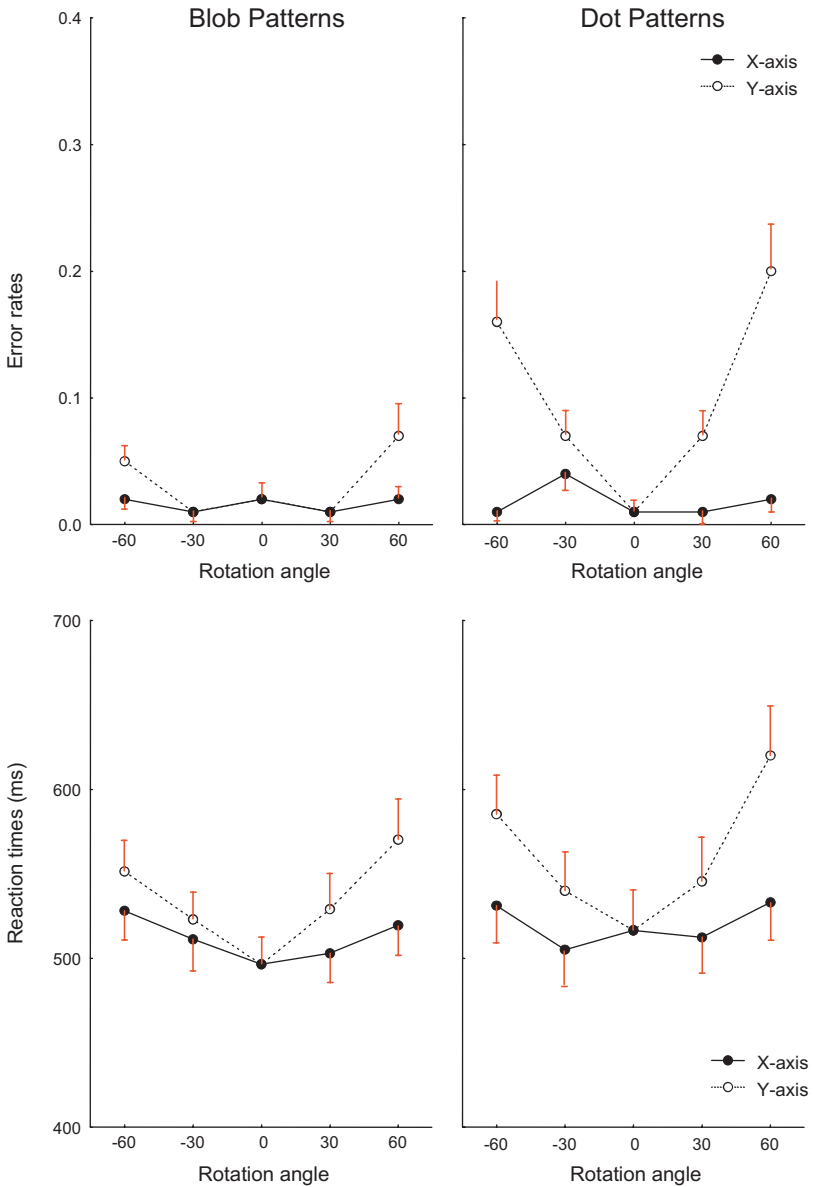 Blob Patterns
Dot Patterns
X-axis
Y-axis
Error rates
0.4
0.3
0.2
0.1
0.0
-60 -30 0 30 60
Rotation angle
-60 -30 0 30 60
Rotation angle
Reaction times (ms)
700
600
500
400
X-axis
Y-axis
-60 -30 0 30 60
Rotation angle
-60 -30 0 30 60
Rotation angle